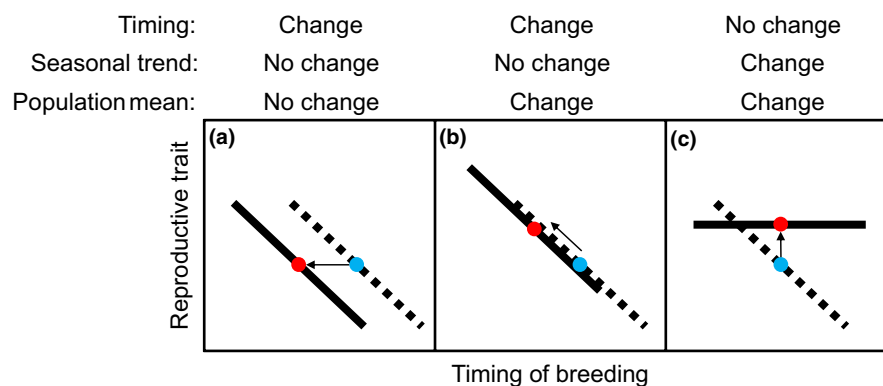 Timing: Change Change No change
Seasonal trend: No change No change Change
Population mean: No change Change Change
(a) (b) (c)
Reproductive trait
Timing of breeding